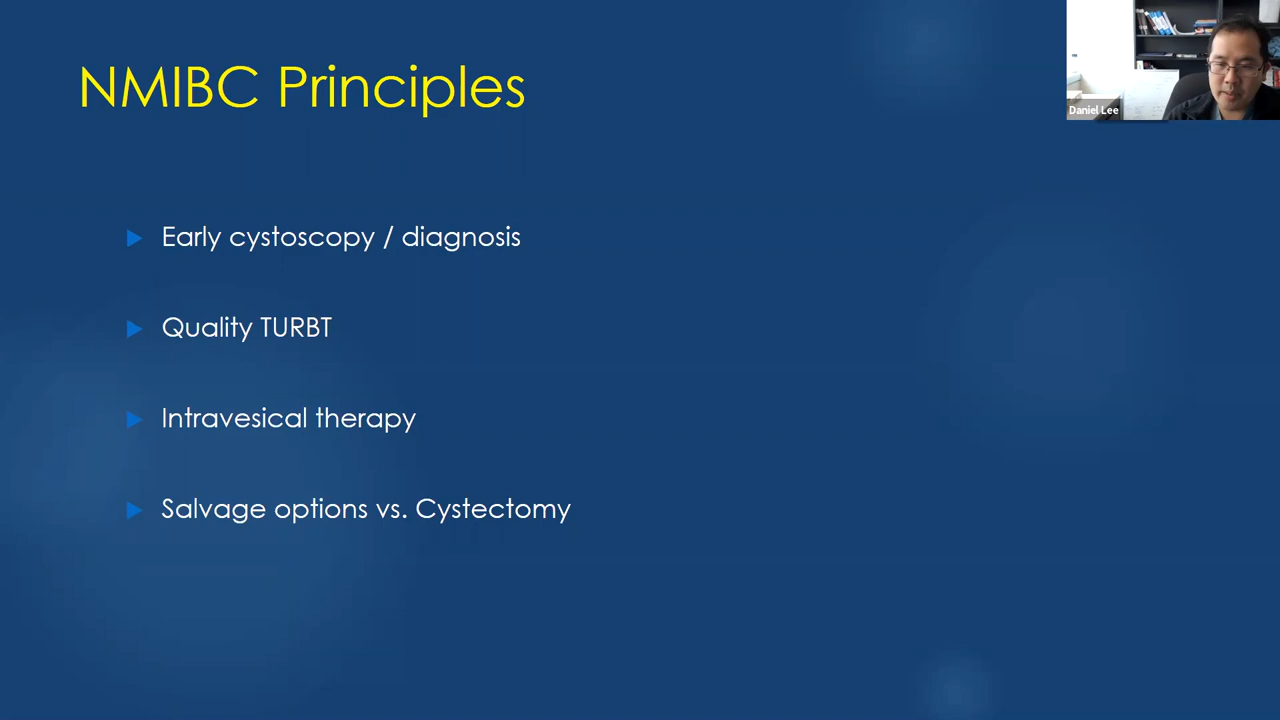 NMIBC Principles
Daniel Lee
Early cystoscopy / diagnosis
Quality TURBT
Intravesical therapy
Salvage options vs. Cystectomy